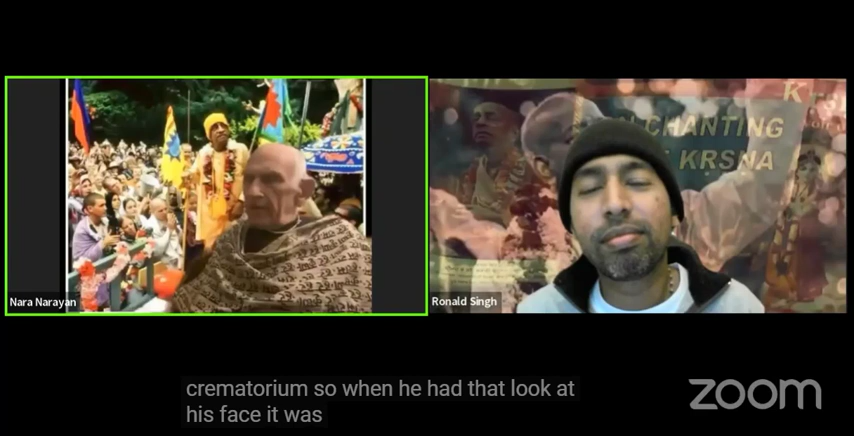 CHANTING
KRSNA
Nara Narayan
Ronald Singh
crematorium so when he had that look at
his face it was
zoom